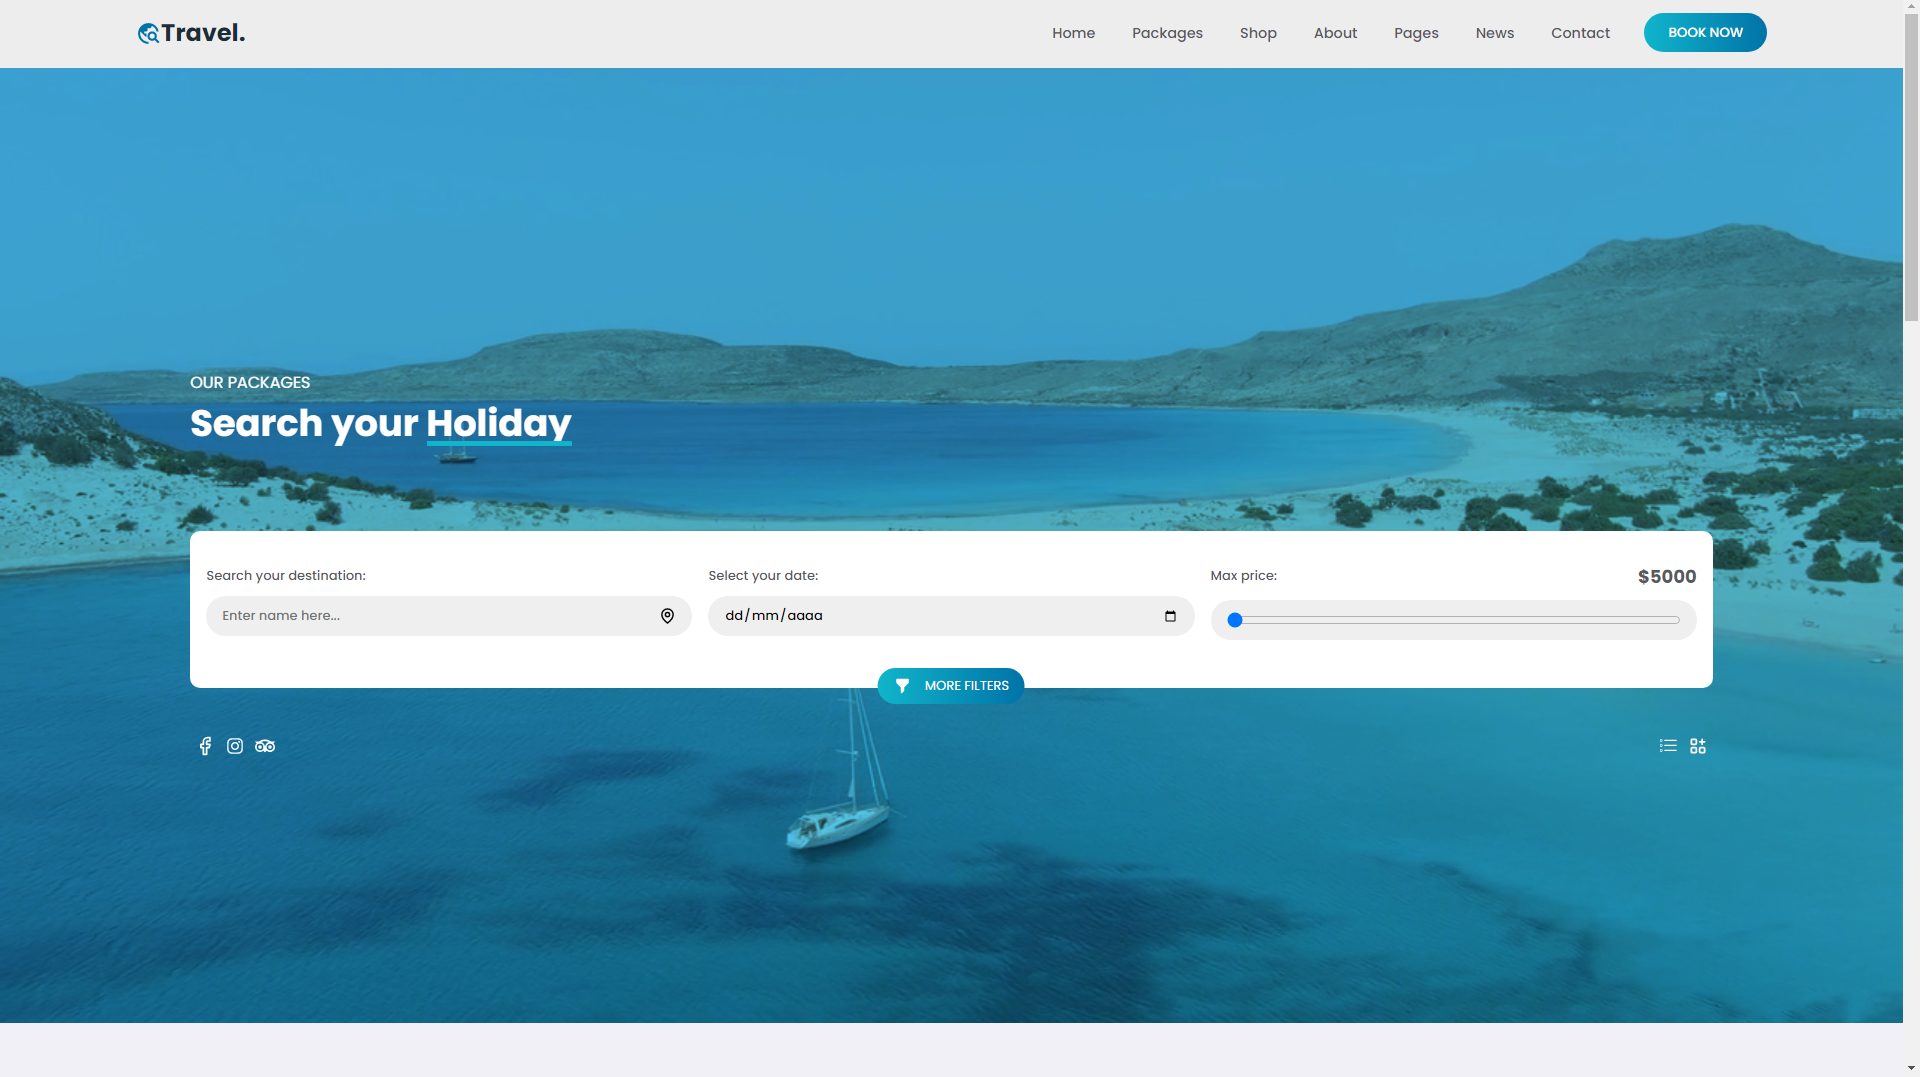 Travel.
Home Packages Shop About Pages News Contact BOOK NOW
OUR PACKAGES
Search your Holiday
Search your destination:
Enter name here...
Select your date:
dd/mm/aaaa
Max price: $5000
MORE FILTERS